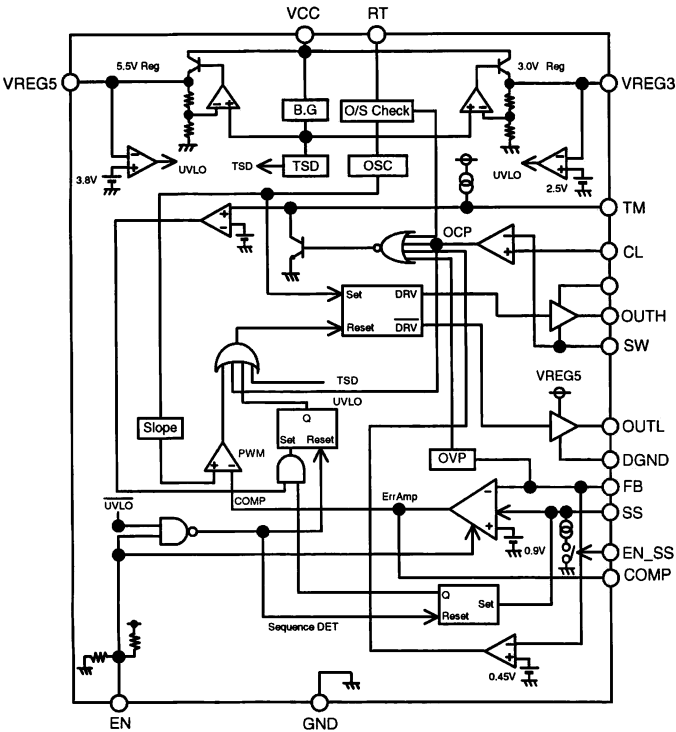 VCC
RT
5.5V Reg
3.0V Reg
VREG5
VREG3
B.G
O/S Check
UVLO
TSD
TSD
OSC
UVLO
3.8V
2.5V
TM
OCP
CL
Set
DRV
OUTH
Reset
DRV
SW
TSD
VREG5
UVLO
Q
Slope
Set
Reset
OUTL
PWM
OVP
DGND
COMP
ErrAmp
FB
UVLO
SS
0.9V
EN_SS
COMP
Q
Set
Reset
Sequence DET
0.45V
EN
GND